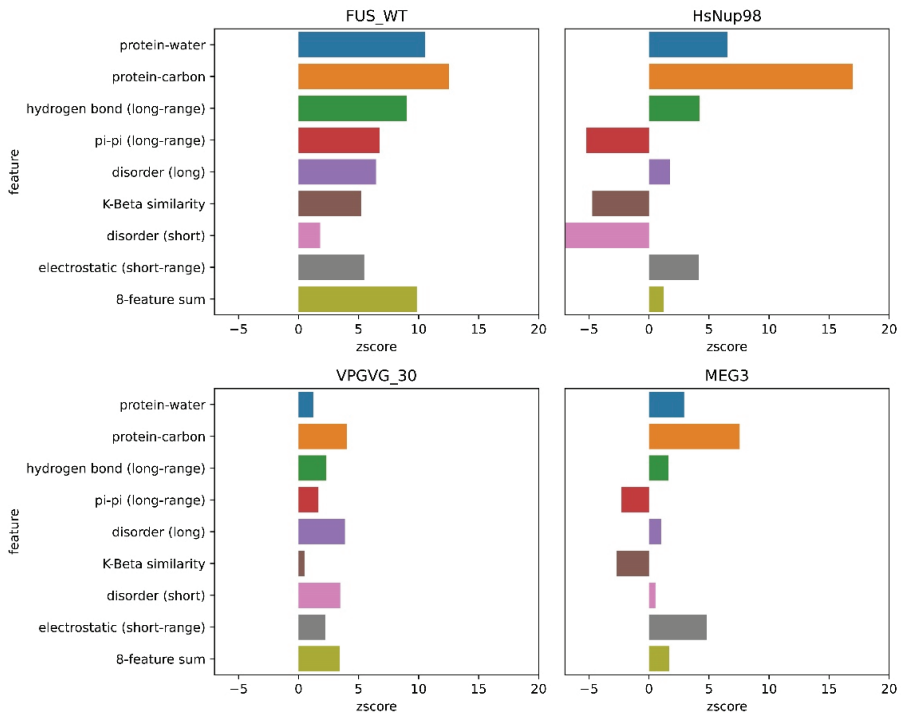 FUS_WT
HsNup98
feature
protein-water
protein-carbon
hydrogen bond (long-range)
pi-pi (long-range)
disorder (long)
K-Beta similarity
disorder (short)
electrostatic (short-range)
8-feature sum
−5 0 5 10 15 20
zscore
−5 0 5 10 15 20
zscore
VPGVG_30
MEG3
feature
protein-water
protein-carbon
hydrogen bond (long-range)
pi-pi (long-range)
disorder (long)
K-Beta similarity
disorder (short)
electrostatic (short-range)
8-feature sum
−5 0 5 10 15 20
zscore
−5 0 5 10 15 20
zscore